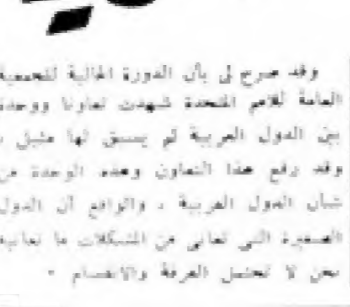 وقد صرح لي بأن الدورة الحالية للجمعية
العامة للأمم المتحدة شهدت تعاونا ووحدة
بين الدول العربية لم يسبق لها مثيل ،
وقد رفع هذا التعاون وهذه الوحدة من
شأن الدول العربية . والواقع أن الدول
الصغيرة التي تعاني من المشكلات ما نعانيه
نحن لا تحتمل الفرقة والانقسام .